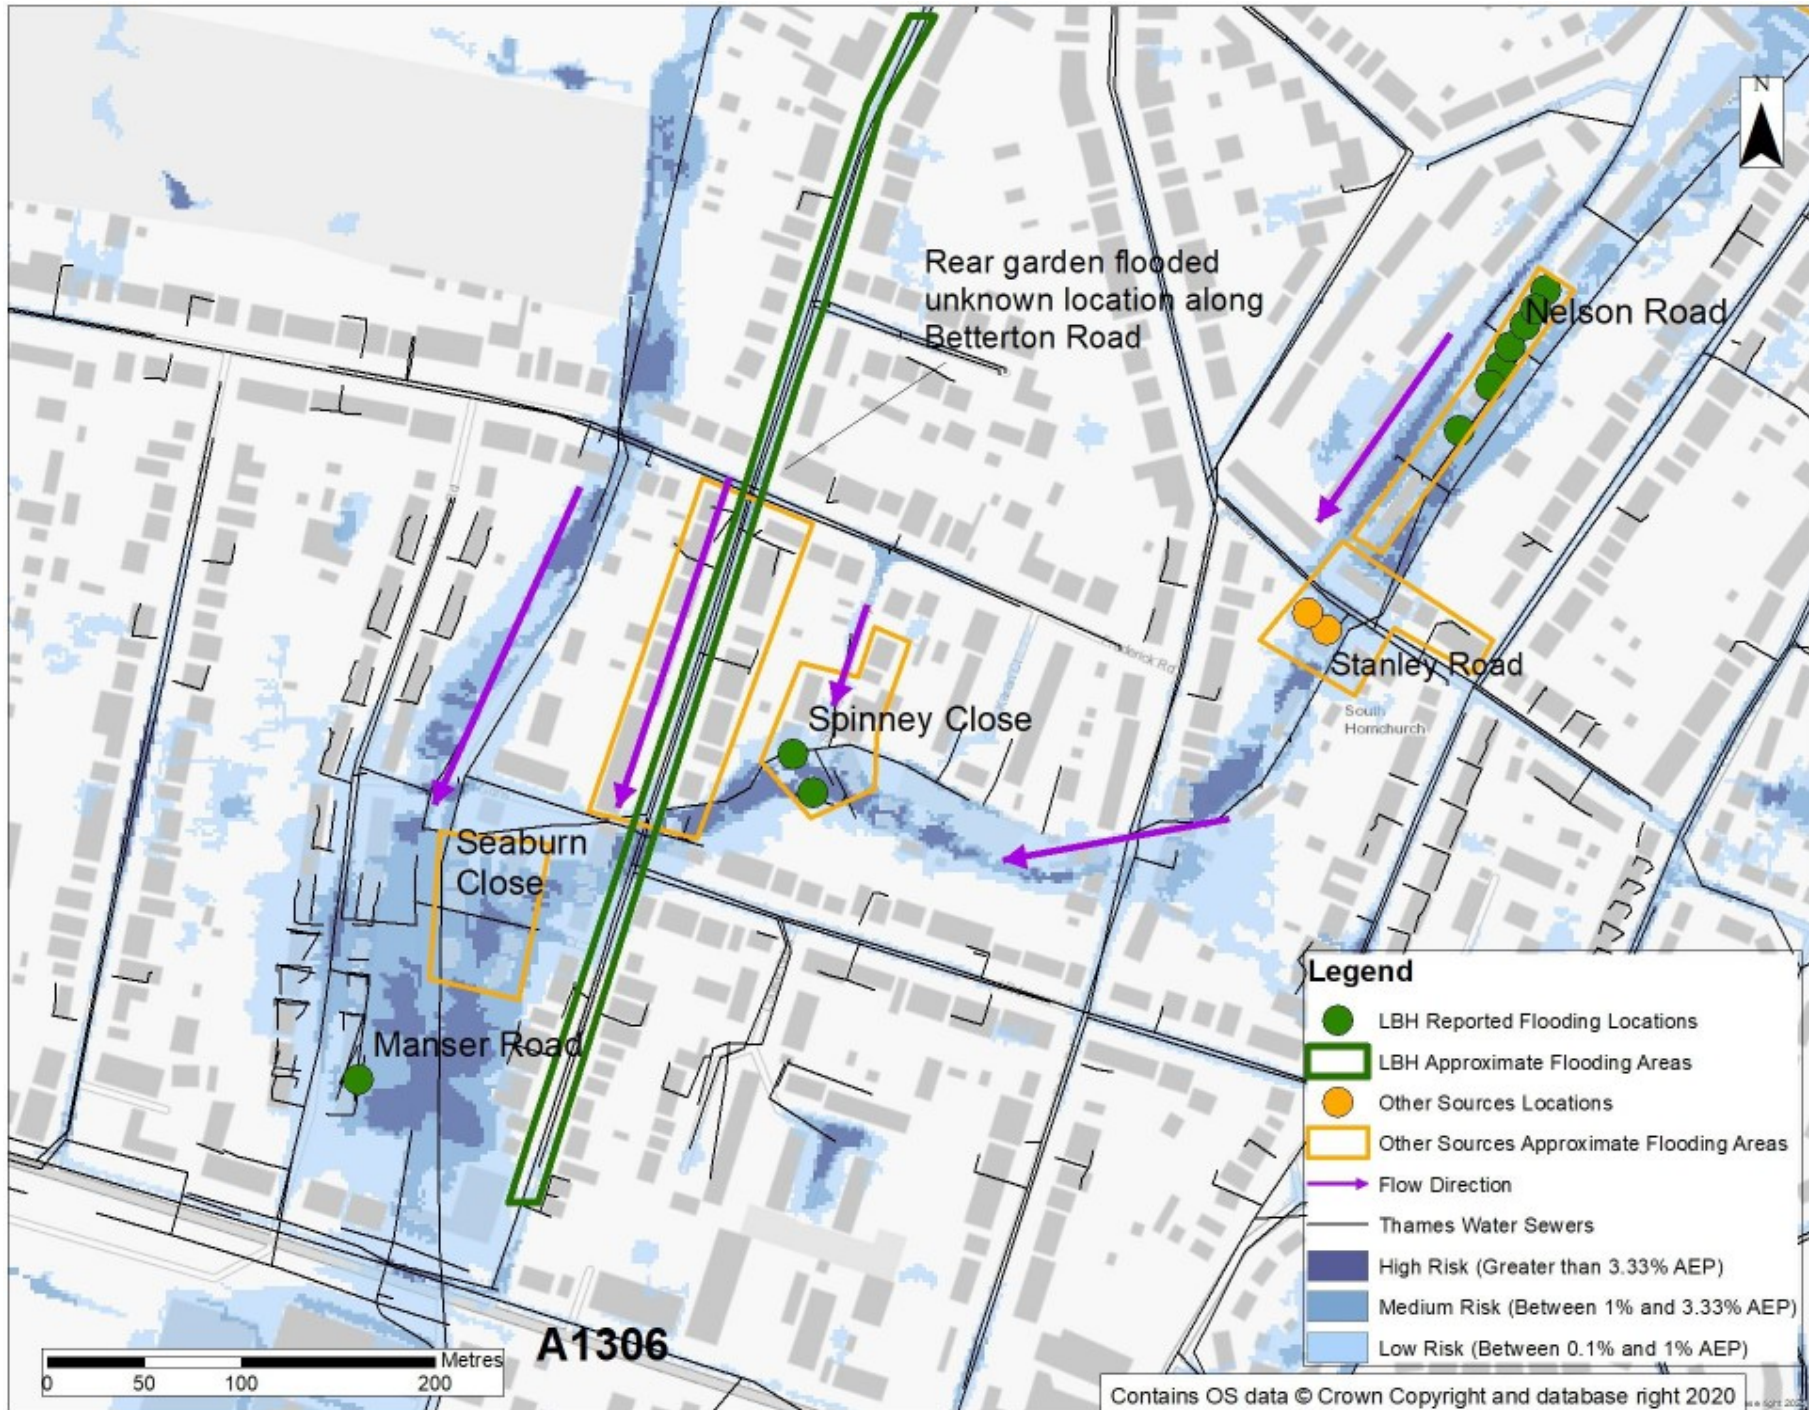 N
Rear garden flooded
unknown location along
Betterton Road
Nelson Road
Stanley Road
South
Hornchurch
Spinney Close
Seaburn
Close
Manser Road
A1306
Metres
0 50 100 200
Legend
LBH Reported Flooding Locations
LBH Approximate Flooding Areas
Other Sources Locations
Other Sources Approximate Flooding Areas
Flow Direction
Thames Water Sewers
High Risk (Greater than 3.33% AEP)
Medium Risk (Between 1% and 3.33% AEP)
Low Risk (Between 0.1% and 1% AEP)
Contains OS data © Crown Copyright and database right 2020